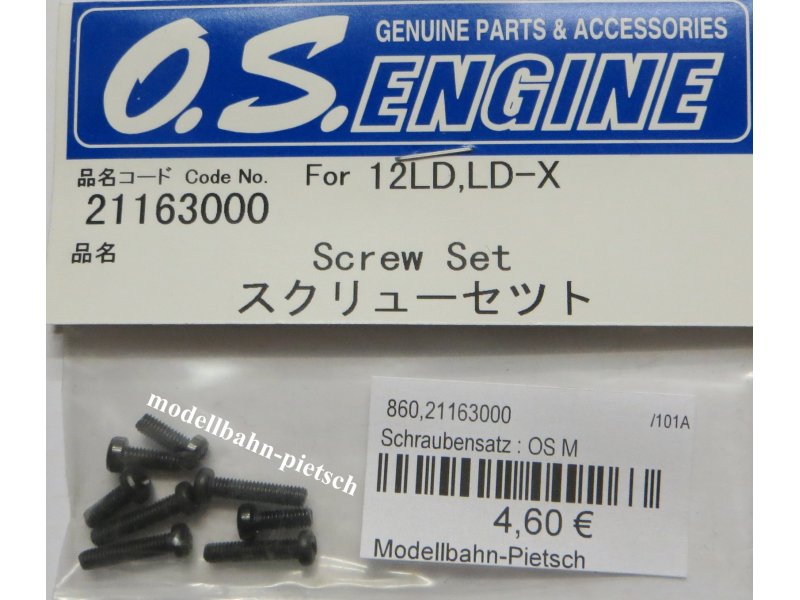 GENUINE PARTS & ACCESSORIES
O.S.ENGINE
品名コード Code No. For 12LD,LD-X
21163000
品名 Screw Set
スクリューセツト
modellbahn-pietsch
860,21163000 /101A
Schraubensatz : OS M
4,60 €
Modellbahn-Pietsch